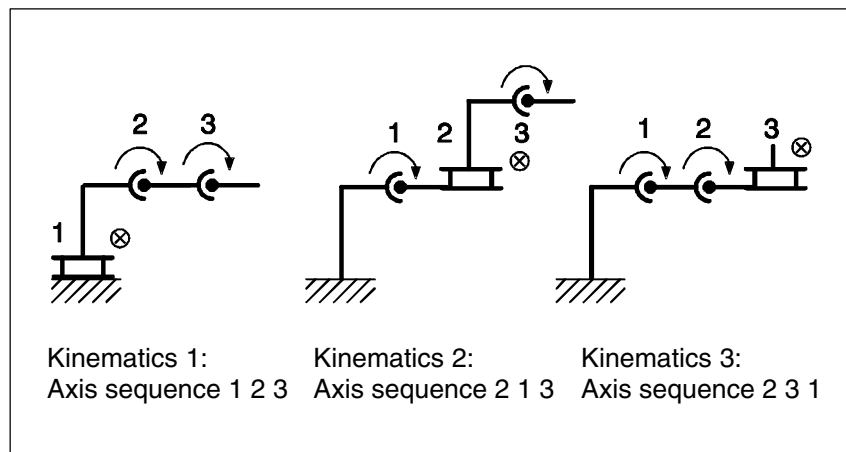 2 3
1
1 2 3
1 2 3
Kinematics 1:
Axis sequence 1 2 3
Kinematics 2:
Axis sequence 2 1 3
Kinematics 3:
Axis sequence 2 3 1